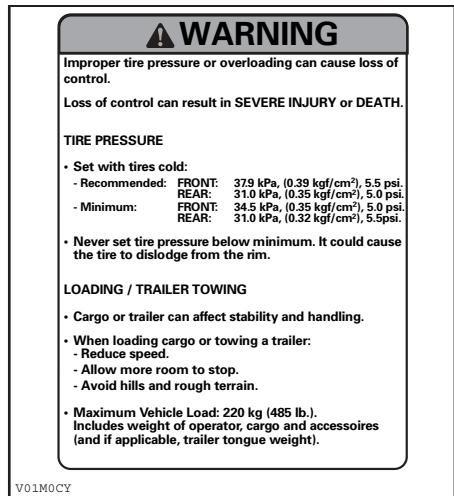 WARNING
Improper tire pressure or overloading can cause loss of
control.
Loss of control can result in SEVERE INJURY or DEATH.
TIRE PRESSURE
• Set with tires cold:
- Recommended: FRONT: 37.9 kPa, (0.39 kgf/cm²), 5.5 psi.
REAR: 31.0 kPa, (0.35 kgf/cm²), 5.0 psi.
- Minimum: FRONT: 34.5 kPa, (0.35 kgf/cm²), 5.0 psi.
REAR: 31.0 kPa, (0.32 kgf/cm²), 5.5psi.
• Never set tire pressure below minimum. It could cause
the tire to dislodge from the rim.
LOADING / TRAILER TOWING
• Cargo or trailer can affect stability and handling.
• When loading cargo or towing a trailer:
- Reduce speed.
- Allow more room to stop.
- Avoid hills and rough terrain.
• Maximum Vehicle Load: 220 kg (485 lb.).
Includes weight of operator, cargo and accessoires
(and if applicable, trailer tongue weight).
V01M0CY